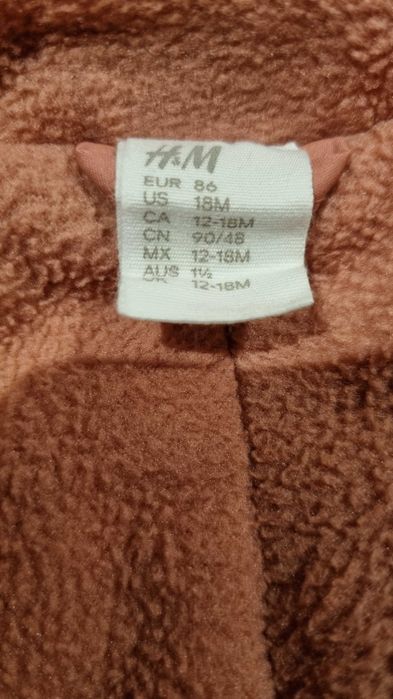 H&M
EUR 86
US 18M
CA 12-18M
CN 90/48
MX 12-18M
AUS 1½
12-18M